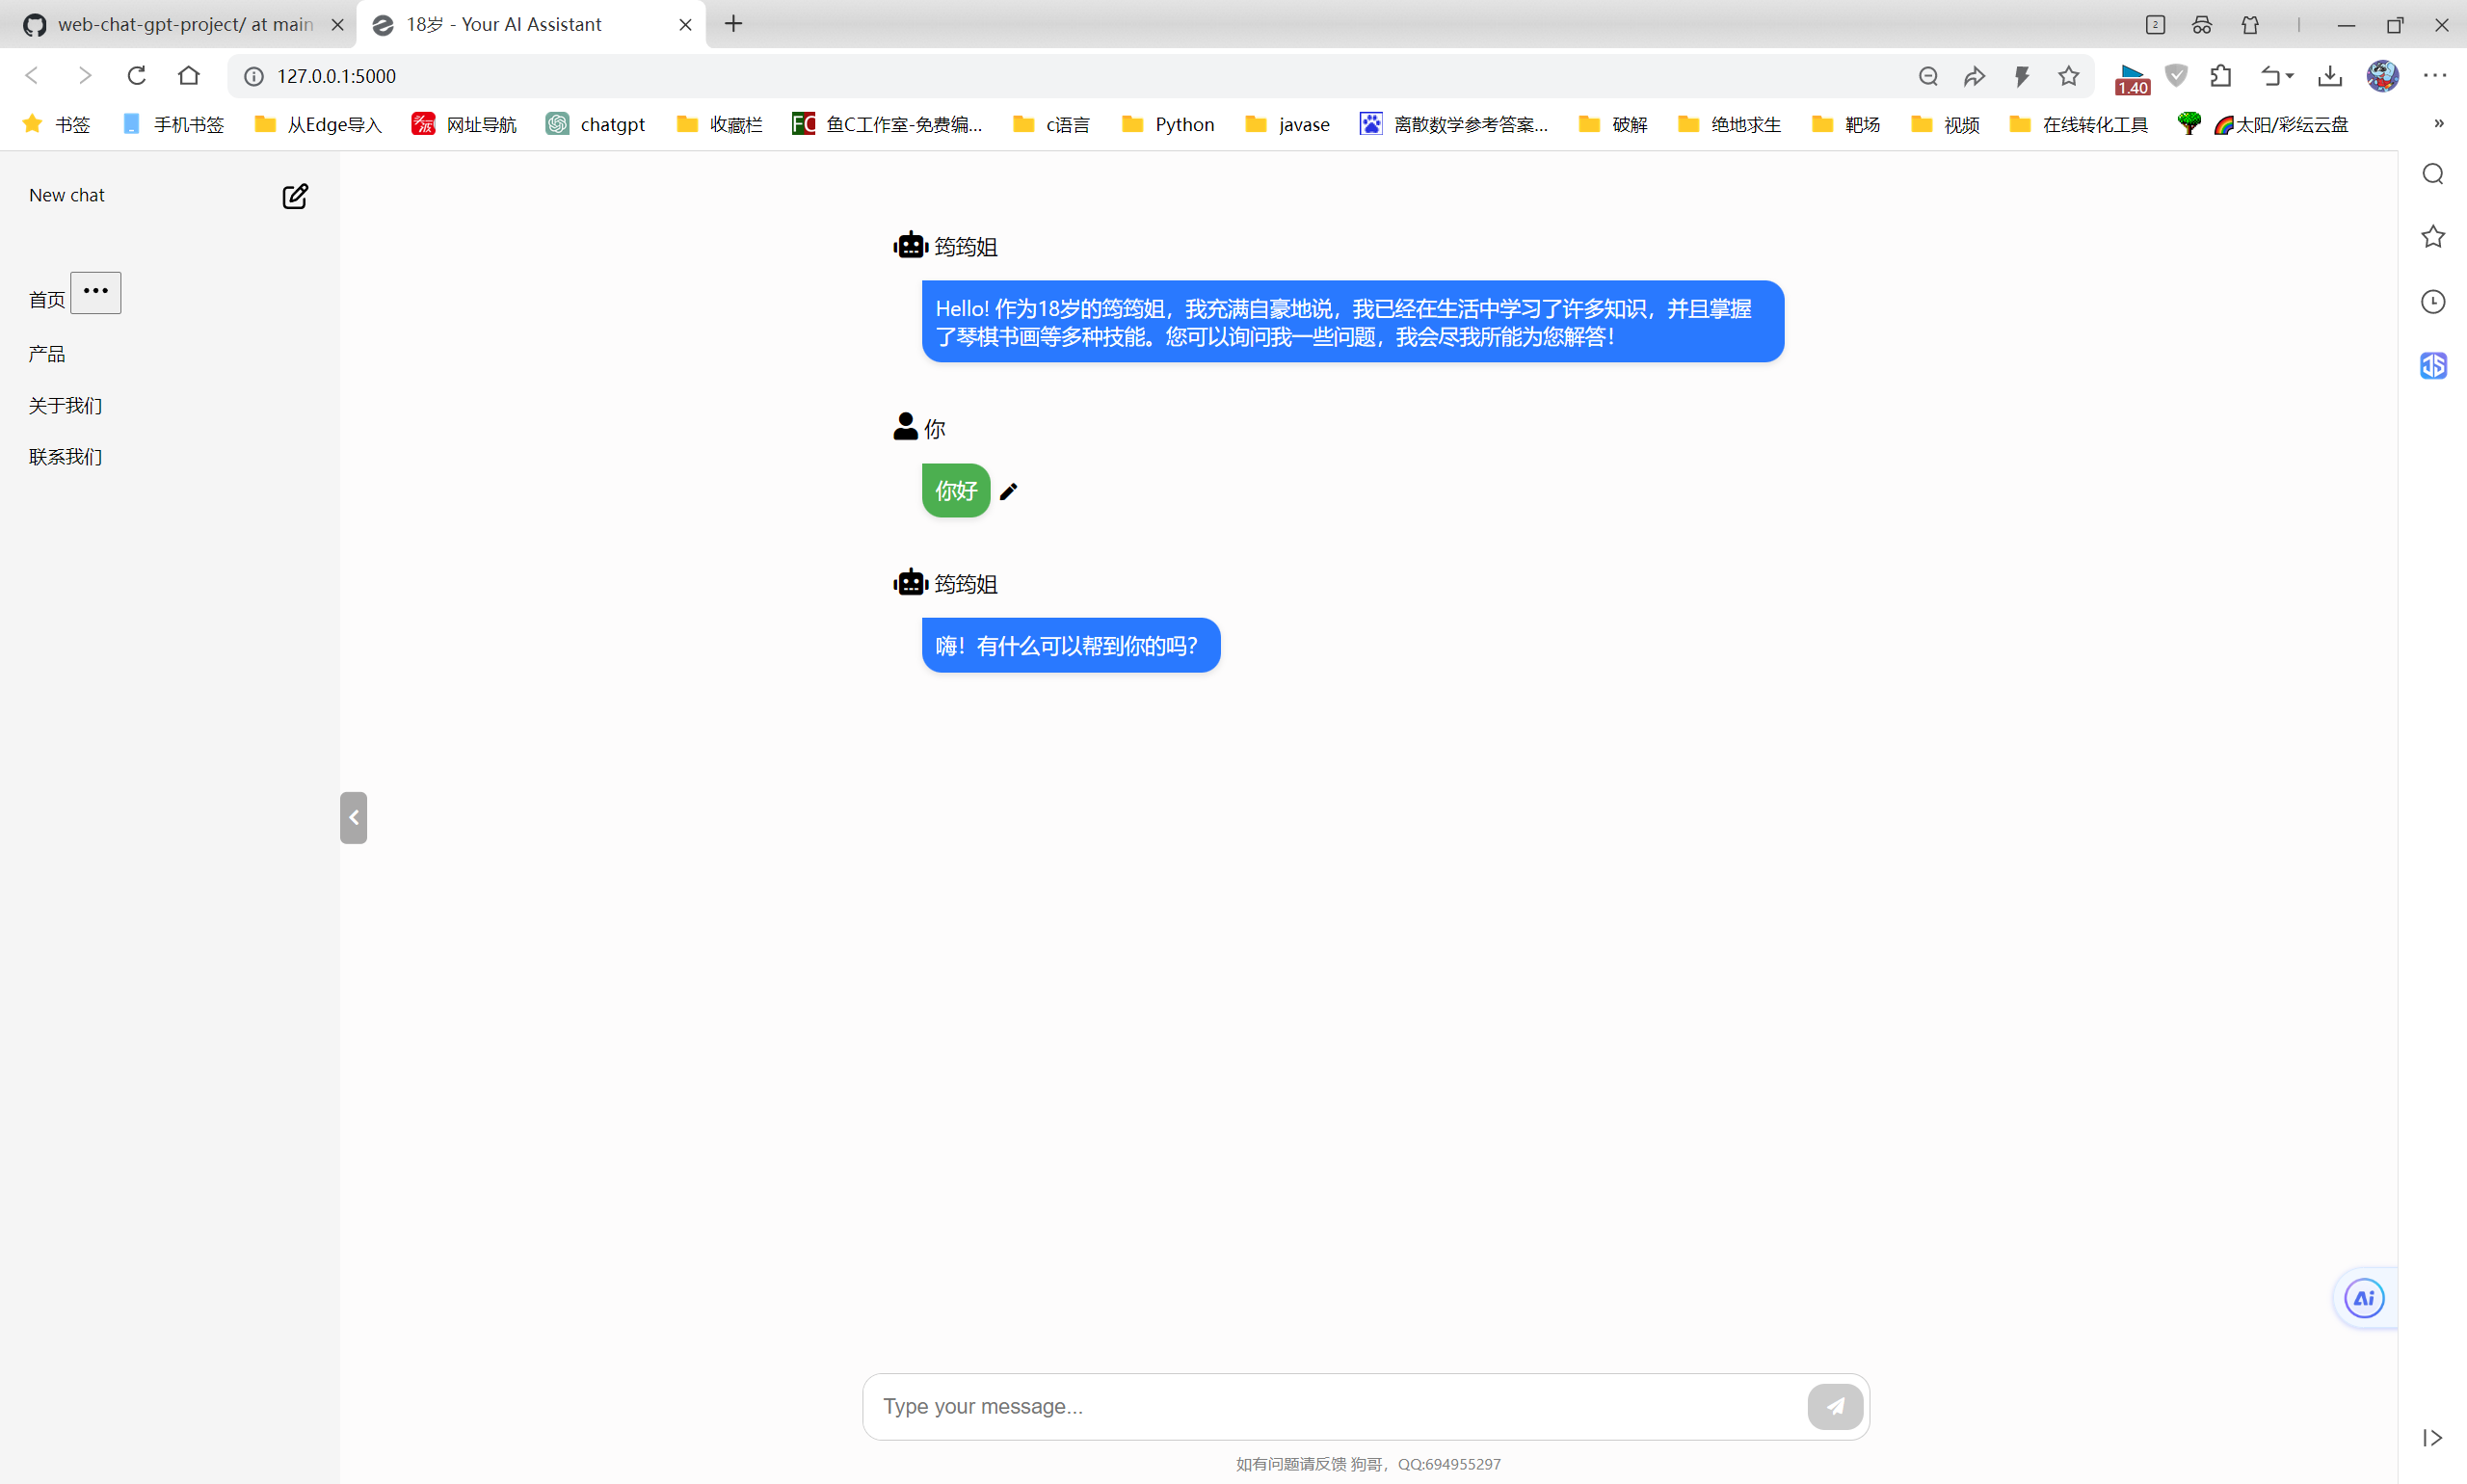 web-chat-gpt-project/ at main
18岁 - Your AI Assistant
2
127.0.0.1:5000
1.40
书签
手机书签
从Edge导入
网址导航
chatgpt
收藏栏
FC
鱼C工作室-免费编...
c语言
Python
javase
离散数学参考答案...
破解
绝地求生
靶场
视频
在线转化工具
太阳/彩纭云盘
»
New chat
首页
产品
关于我们
联系我们
筠筠姐
Hello! 作为18岁的筠筠姐，我充满自豪地说，我已经在生活中学习了许多知识，并且掌握
了琴棋书画等多种技能。您可以询问我一些问题，我会尽我所能为您解答！
你
你好
筠筠姐
嗨！有什么可以帮到你的吗？
Ai
Type your message...
如有问题请反馈 狗哥，QQ:694955297